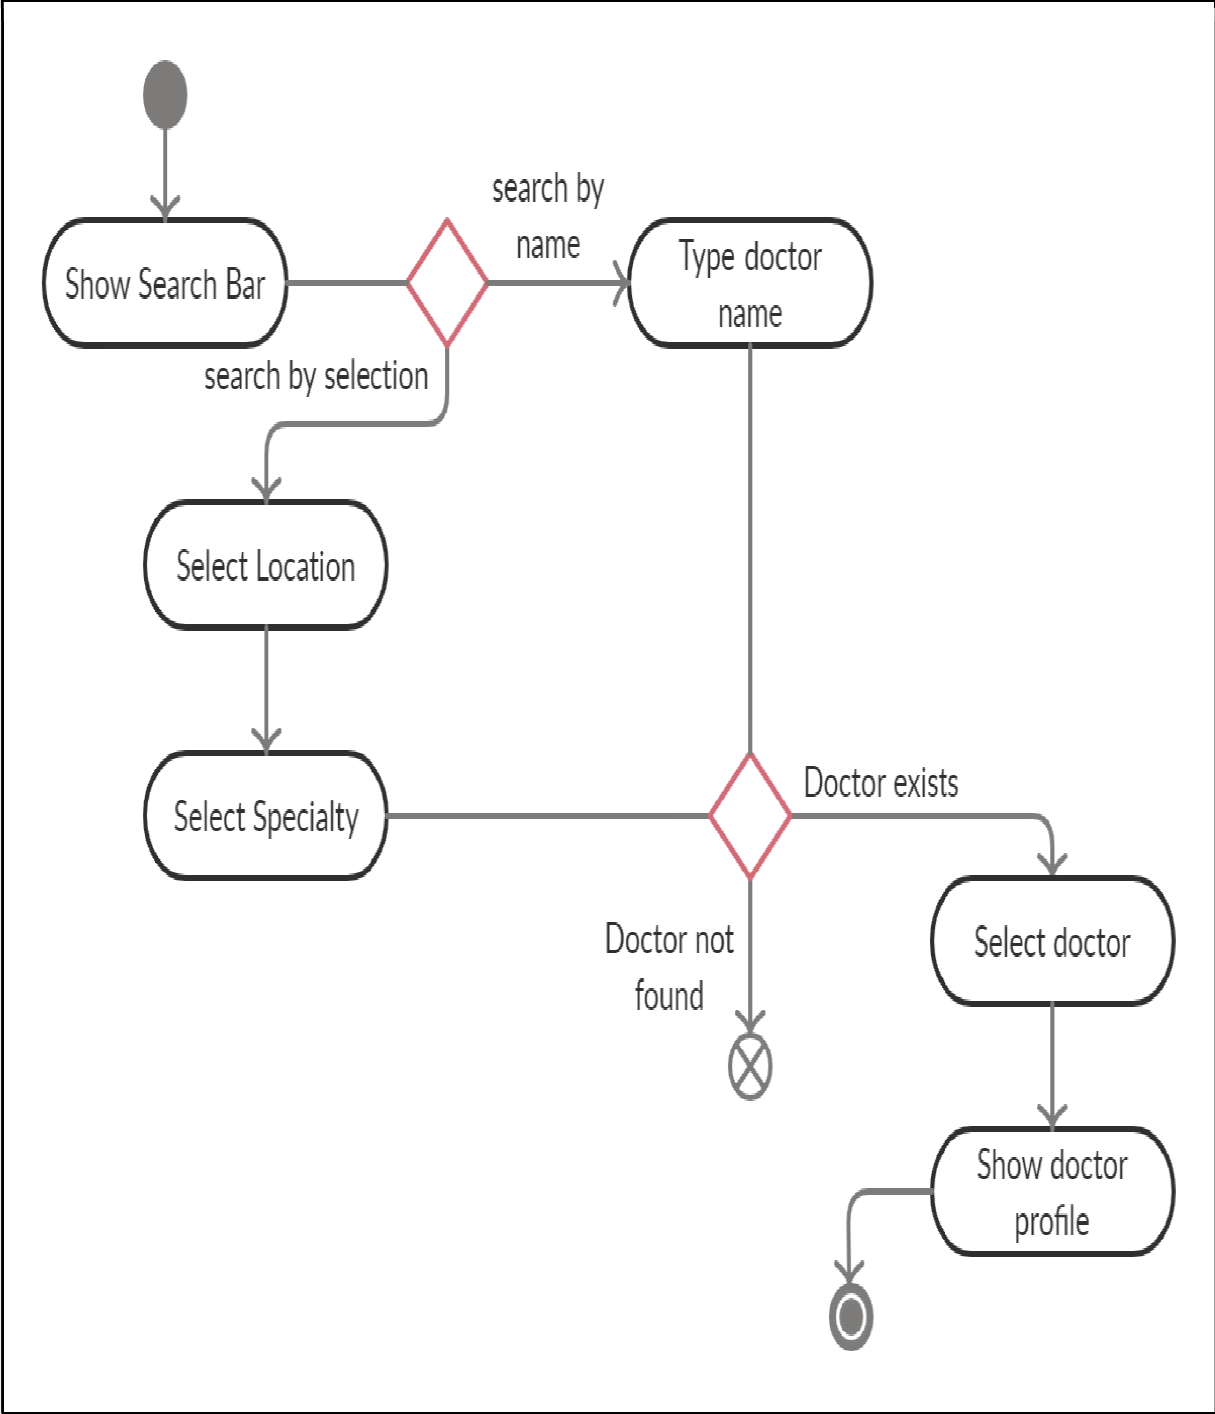 search by
name
Show Search Bar
Type doctor
name
search by selection
Select Location
Select Specialty
Doctor exists
Doctor not
found
Select doctor
Show doctor
profile